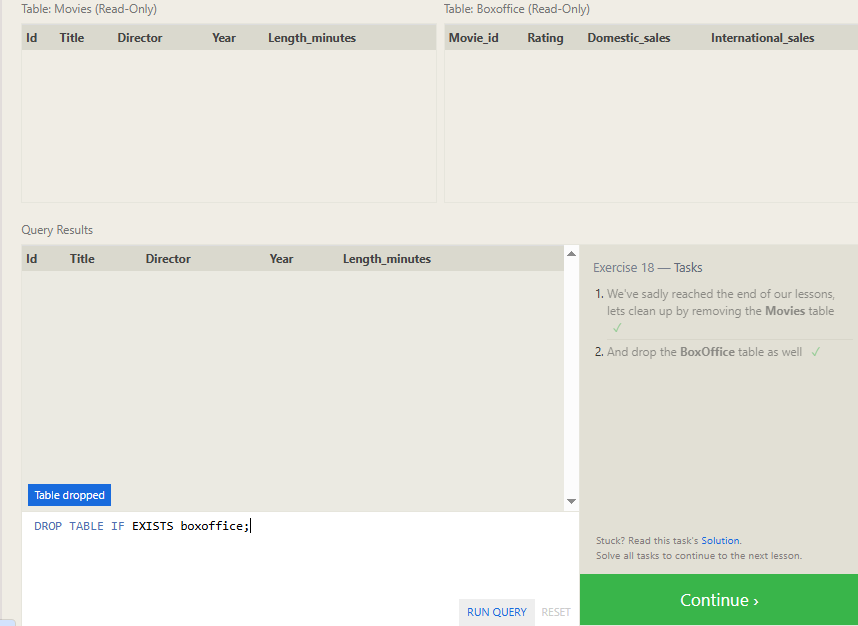 Table: Movies (Read-Only)
Id Title Director Year Length_minutes
Table: Boxoffice (Read-Only)
Movie_id Rating Domestic_sales International_sales
Query Results
Id Title Director Year Length_minutes
Table dropped
DROP TABLE IF EXISTS boxoffice;
RUN QUERY RESET
Exercise 18 — Tasks
1. We've sadly reached the end of our lessons,
lets clean up by removing the Movies table
✓
2. And drop the BoxOffice table as well ✓
Stuck? Read this task's Solution.
Solve all tasks to continue to the next lesson.
Continue ›